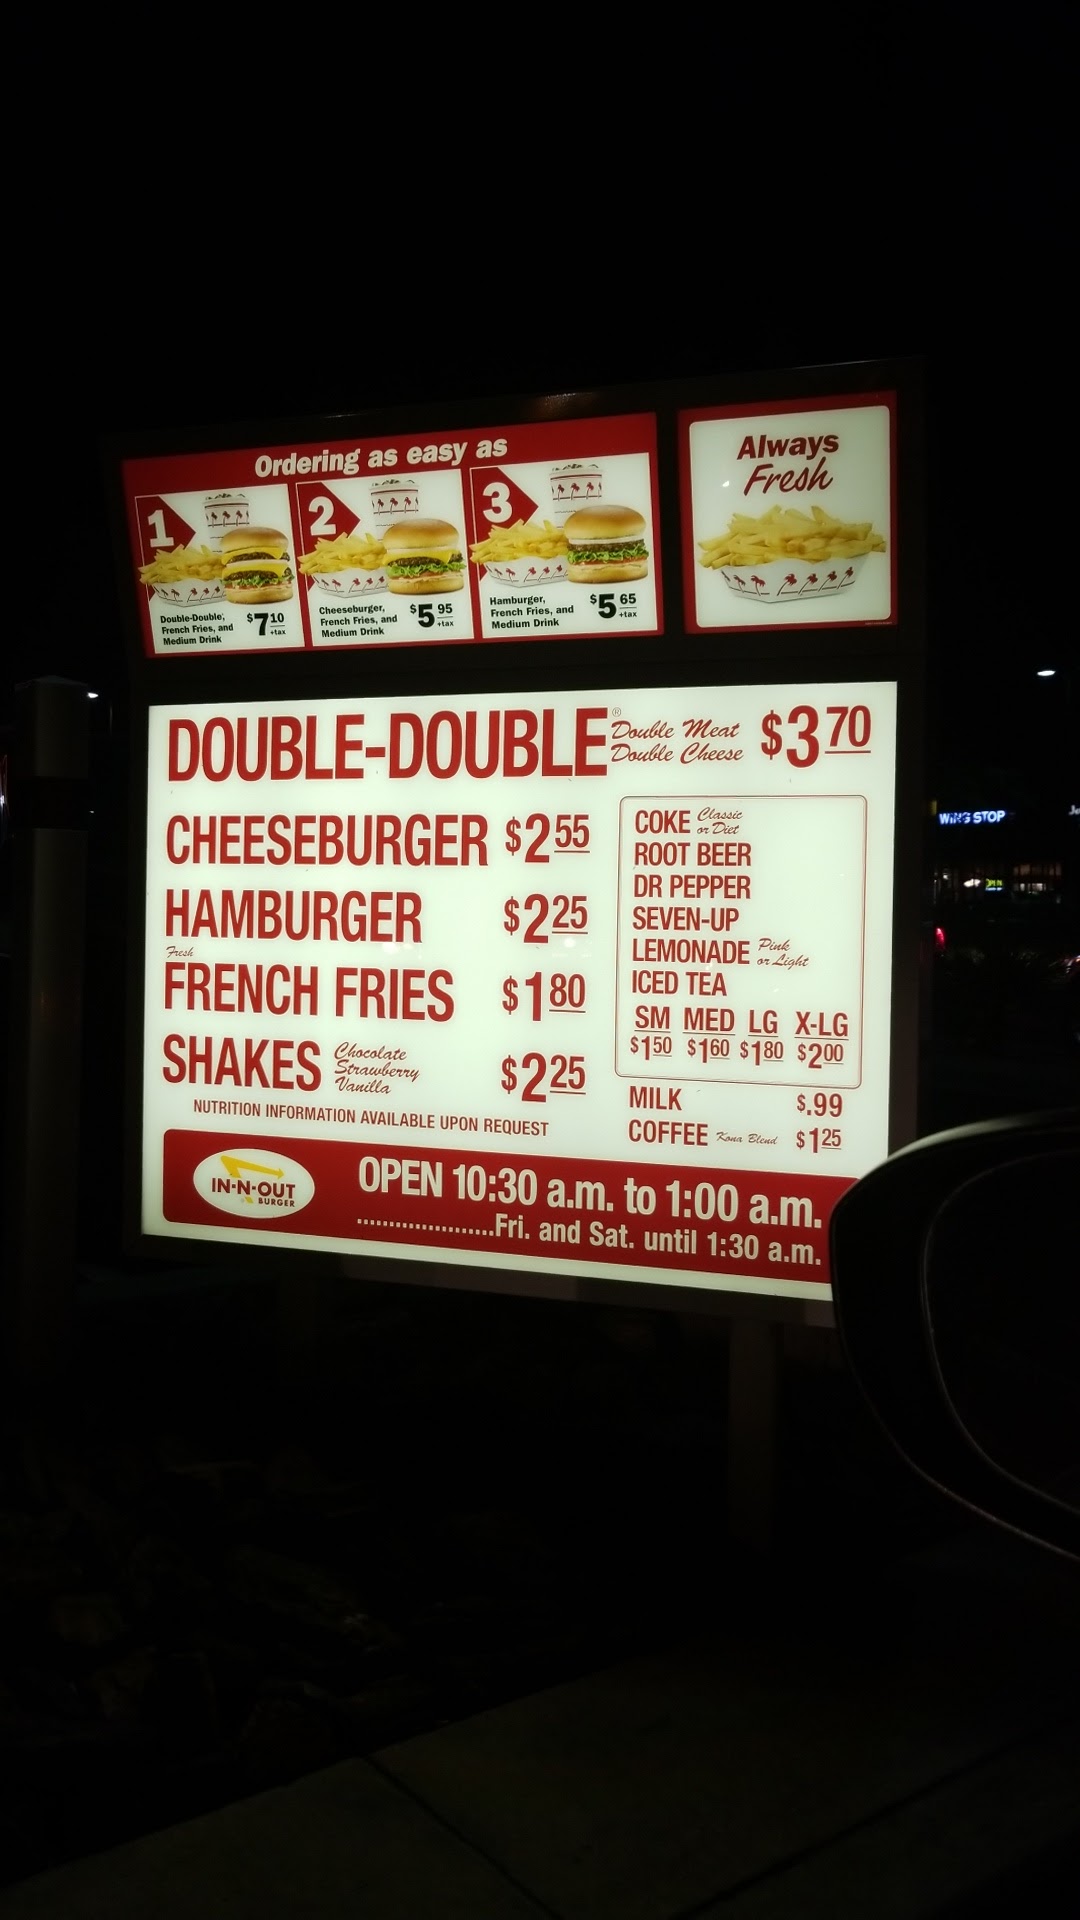 Ordering as easy as
1
Double-Double,
French Fries, and
Medium Drink
$7 10
+tax
2
Cheeseburger,
French Fries, and
Medium Drink
$5 95
+tax
3
Hamburger,
French Fries, and
Medium Drink
$5 65
+tax
Always
Fresh
DOUBLE-DOUBLE® Double Meat Double Cheese $3 70
CHEESEBURGER $2 55
HAMBURGER $2 25
Fresh
FRENCH FRIES $1 80
SHAKES Chocolate Strawberry Vanilla $2 25
NUTRITION INFORMATION AVAILABLE UPON REQUEST
COKE Classic or Diet
ROOT BEER
DR PEPPER
SEVEN-UP
LEMONADE Pink or Light
ICED TEA
SM MED LG X-LG
$1 50 $1 60 $1 80 $2 00
MILK $.99
COFFEE Kona Blend $1 25
IN-N-OUT
BURGER
OPEN 10:30 a.m. to 1:00 a.m.
.....................Fri. and Sat. until 1:30 a.m.
WING STOP
OPEN